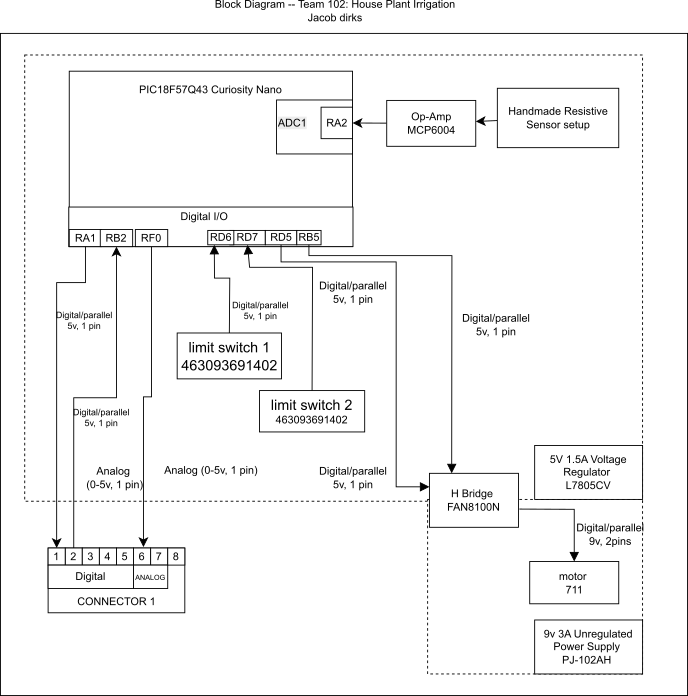 Block Diagram -- Team 102: House Plant Irrigation
Jacob dirks
PIC18F57Q43 Curiosity Nano
ADC1
RA2
Op-Amp
MCP6004
Handmade Resistive
Sensor setup
Digital I/O
RA1
RB2
RF0
RD6
RD7
RD5
RB5
Digital/parallel
5v, 1 pin
Digital/parallel
5v, 1 pin
Digital/parallel
5v, 1 pin
Digital/parallel
5v, 1 pin
limit switch 1
463093691402
limit switch 2
463093691402
Digital/parallel
5v, 1 pin
Analog
(0-5v, 1 pin)
Analog (0-5v, 1 pin)
Digital/parallel
5v, 1 pin
5V 1.5A Voltage
Regulator
L7805CV
H Bridge
FAN8100N
Digital/parallel
9v, 2pins
motor
711
9v 3A Unregulated
Power Supply
PJ-102AH
1 2 3 4 5 6 7 8
Digital
ANALOG
CONNECTOR 1